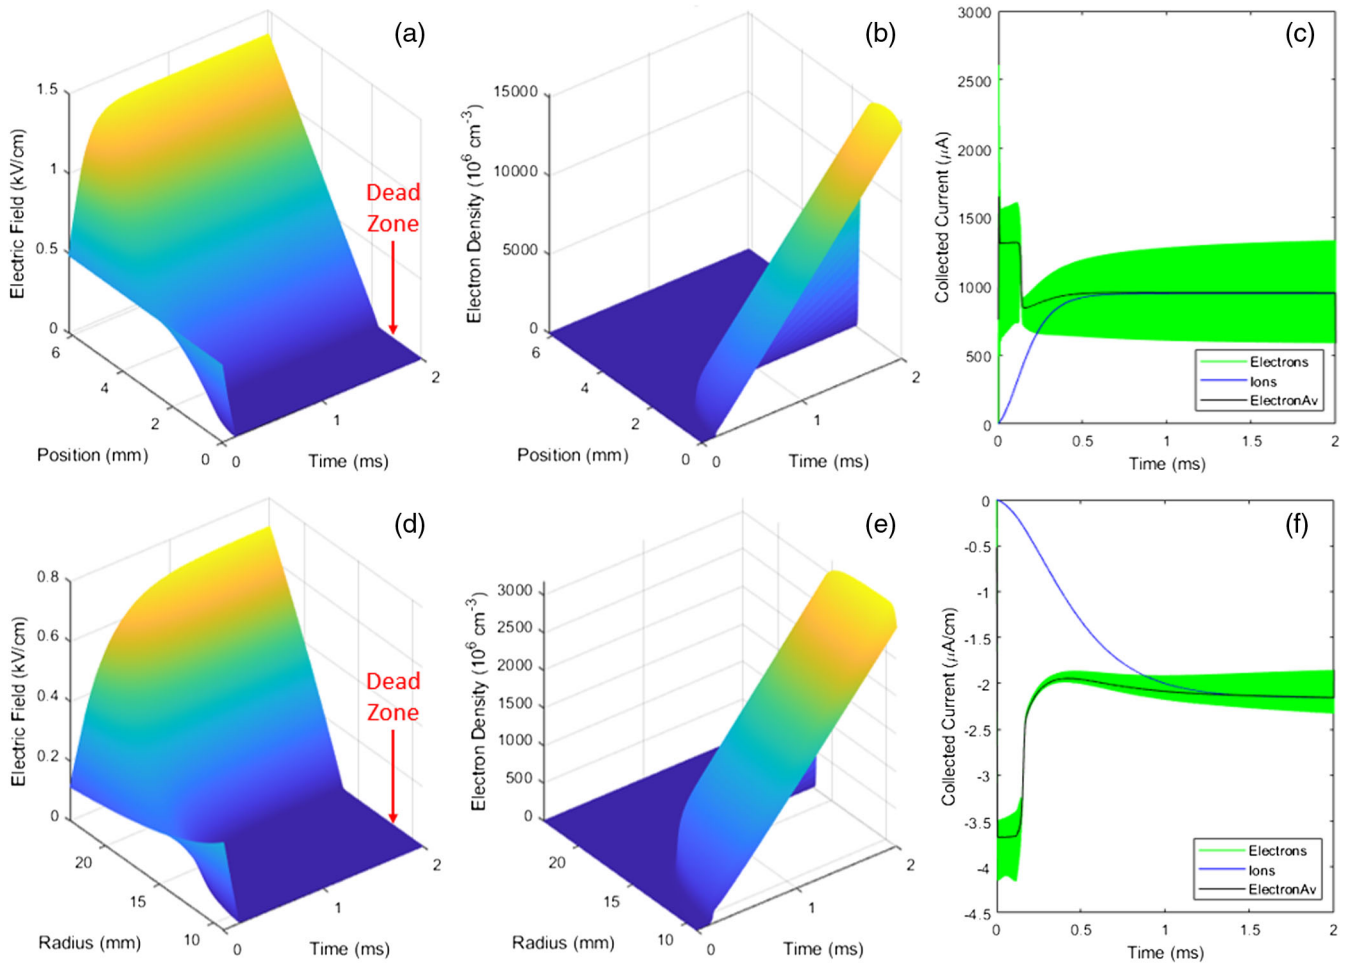 (a)
1.5
1
0.5
0
Electric Field (kV/cm)
Dead
Zone
6
4
2
0
Position (mm)
0
1
2
Time (ms)
(b)
15000
10000
5000
0
Electron Density (10^6 cm^-3)
6
4
2
0
Position (mm)
0
1
2
Time (ms)
(c)
3000
2500
2000
1500
1000
500
0
Collected Current (μA)
Electrons
Ions
ElectronAv
0
0.5
1
1.5
2
Time (ms)
(d)
0.8
0.6
0.4
0.2
0
Electric Field (kV/cm)
Dead
Zone
20
15
10
Radius (mm)
0
1
2
Time (ms)
(e)
3000
2500
2000
1500
1000
500
0
Electron Density (10^6 cm^-3)
20
15
10
Radius (mm)
0
1
2
Time (ms)
(f)
0
-0.5
-1
-1.5
-2
-2.5
-3
-3.5
-4
-4.5
Collected Current (μA/cm)
Electrons
Ions
ElectronAv
0
0.5
1
1.5
2
Time (ms)